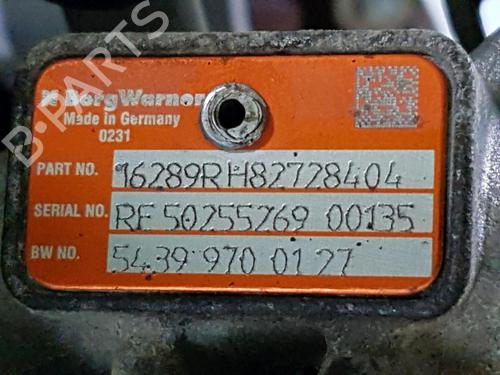 BorgWarner
Made in Germany
0231
PART NO. 16289RH82728404
SERIAL NO. RF 50255269 00135
BW NO. 5439 970 0127
B-PARTS